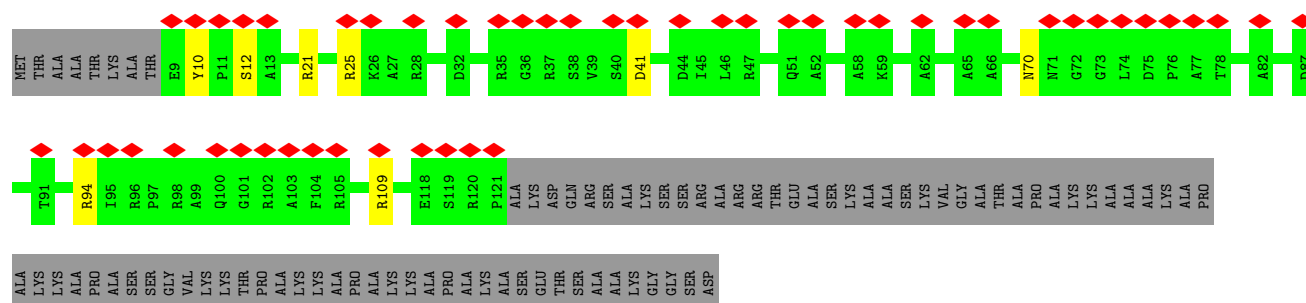 MET THR ALA ALA THR LYS ALA THR E9 Y10 P11 S12 A13 R21 R25 K26 A27 R28 D32 R35 G36 R37 S38 V39 S40 D41 D44 I45 L46 R47 Q51 A52 A58 K59 A62 A65 A66 N70 N71 G72 G73 L74 D75 P76 A77 T78 A82 D87
T91 R94 I95 R96 P97 R98 A99 Q100 G101 R102 A103 F104 R105 R109 E118 S119 R120 P121 ALA LYS ASP GLN ARG SER ALA LYS SER SER ARG ALA ARG ARG THR GLU ALA SER LYS ALA ALA SER LYS VAL GLY ALA THR ALA PRO ALA LYS LYS ALA ALA ALA LYS ALA PRO
ALA LYS LYS ALA PRO ALA SER SER GLY VAL LYS LYS THR PRO ALA LYS LYS ALA PRO ALA LYS LYS ALA PRO ALA LYS ALA SER GLU THR SER ALA ALA LYS GLY GLY SER ASP